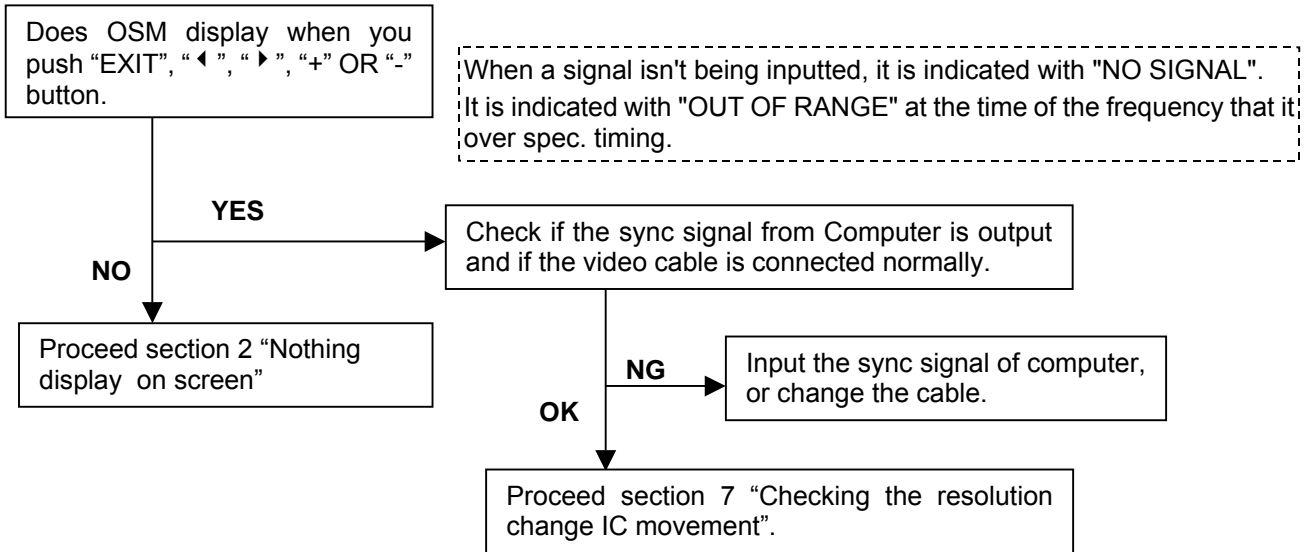 Does OSM display when you
push “EXIT”, “ ”, “ ”, “+” OR “-”
button.
When a signal isn't being inputted, it is indicated with "NO SIGNAL".
It is indicated with "OUT OF RANGE" at the time of the frequency that it
over spec. timing.
YES
Check if the sync signal from Computer is output
and if the video cable is connected normally.
NO
Proceed section 2 “Nothing
display on screen”
NG
Input the sync signal of computer,
or change the cable.
OK
Proceed section 7 “Checking the resolution
change IC movement”.